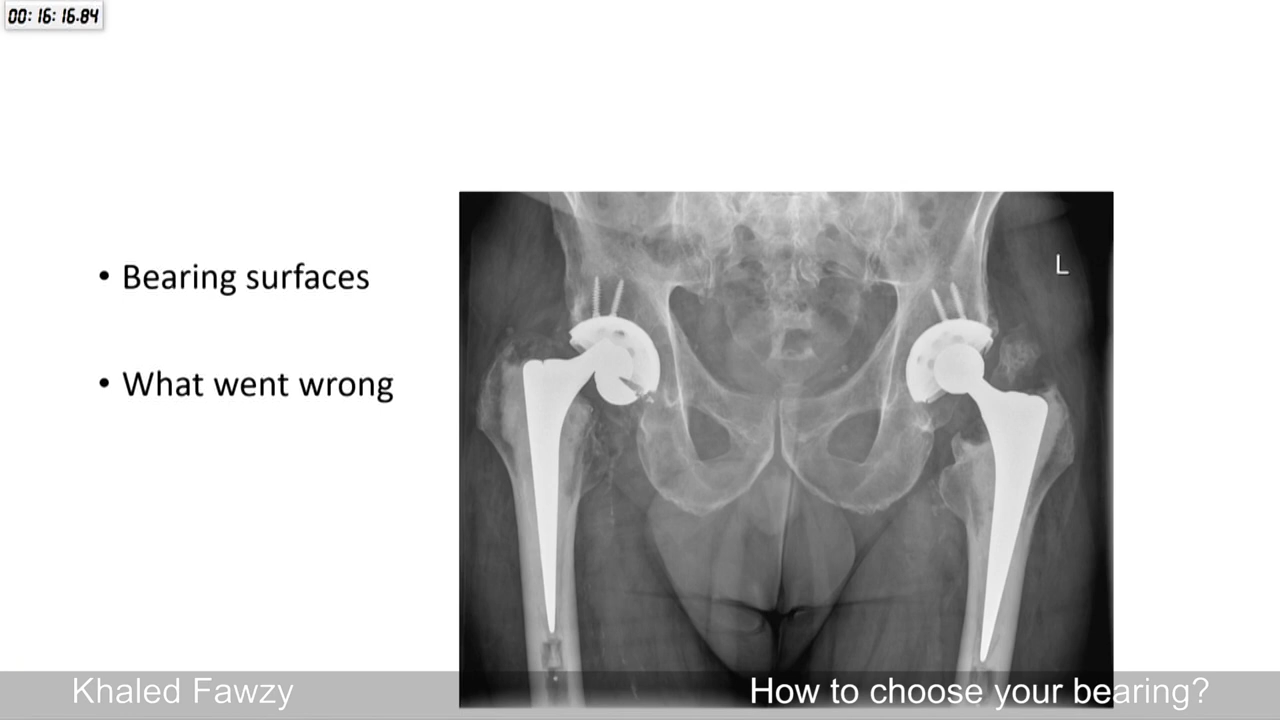 00: 16: 16.84
L
• Bearing surfaces
• What went wrong
Khaled Fawzy
How to choose your bearing?